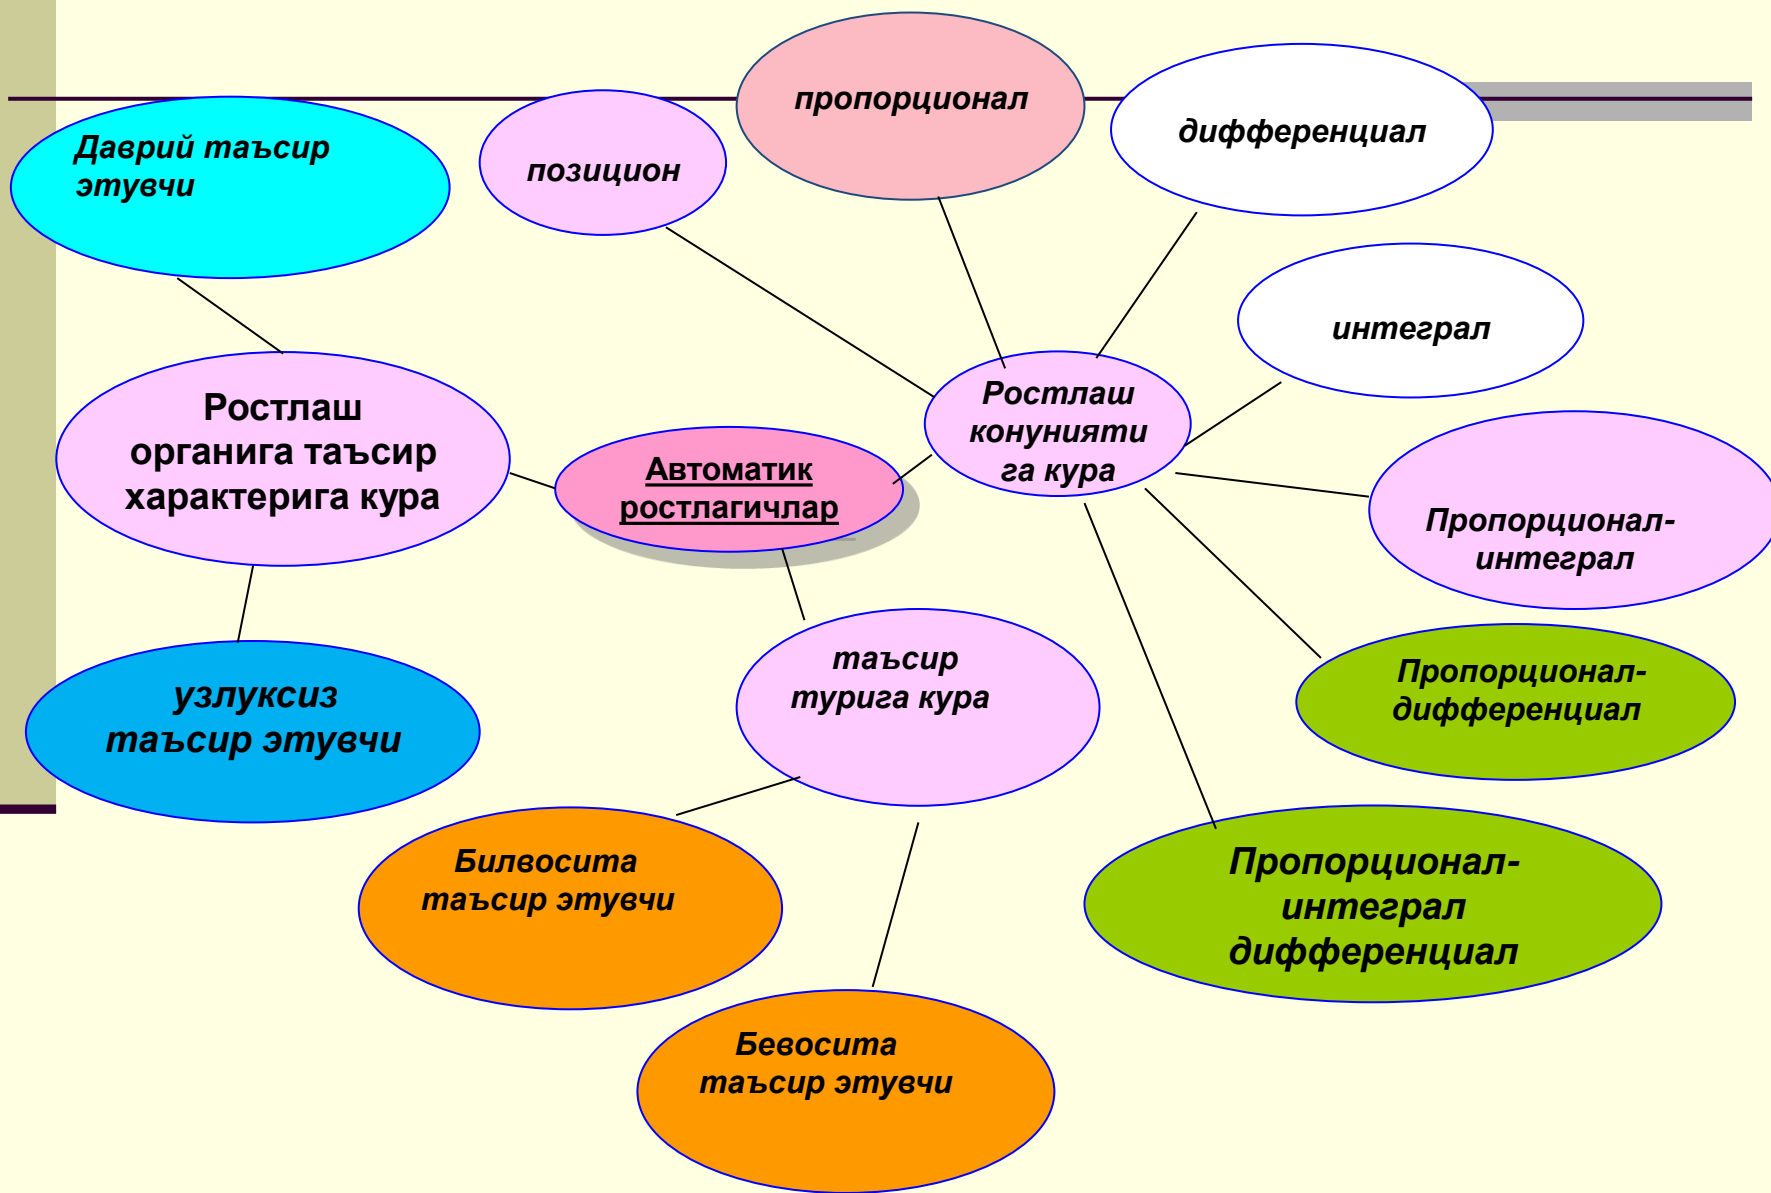 пропорционал
дифференциал
Даврий таъсир
этувчи
позицион
интеграл
Ростлаш
органига таъсир
характерига кура
Ростлаш
конунияти
га кура
Автоматик
ростлагичлар
Пропорционал-
интеграл
узлуксиз
таъсир этувчи
таъсир
турига кура
Пропорционал-
дифференциал
Билвосита
таъсир этувчи
Пропорционал-
интеграл
дифференциал
Бевосита
таъсир этувчи